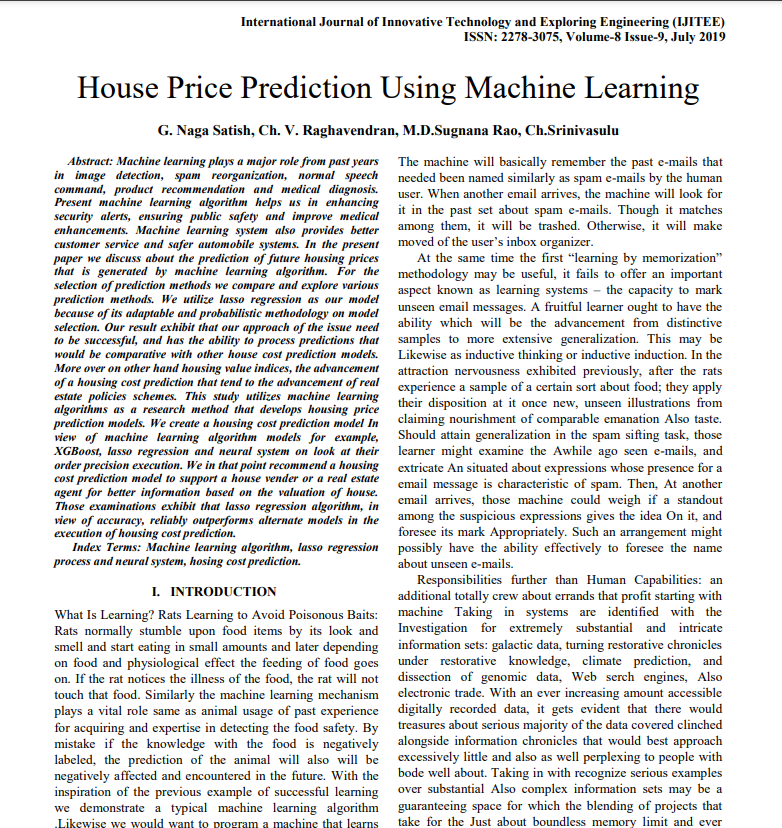 International Journal of Innovative Technology and Exploring Engineering (IJITEE)
ISSN: 2278-3075, Volume-8 Issue-9, July 2019
House Price Prediction Using Machine Learning
G. Naga Satish, Ch. V. Raghavendran, M.D.Sugnana Rao, Ch.Srinivasulu
Abstract: Machine learning plays a major role from past years
in image detection, spam reorganization, normal speech
command, product recommendation and medical diagnosis.
Present machine learning algorithm helps us in enhancing
security alerts, ensuring public safety and improve medical
enhancements. Machine learning system also provides better
customer service and safer automobile systems. In the present
paper we discuss about the prediction of future housing prices
that is generated by machine learning algorithm. For the
selection of prediction methods we compare and explore various
prediction methods. We utilize lasso regression as our model
because of its adaptable and probabilistic methodology on model
selection. Our result exhibit that our approach of the issue need
to be successful, and has the ability to process predictions that
would be comparative with other house cost prediction models.
More over on other hand housing value indices, the advancement
of a housing cost prediction that tend to the advancement of real
estate policies schemes. This study utilizes machine learning
algorithms as a research method that develops housing price
prediction models. We create a housing cost prediction model In
view of machine learning algorithm models for example,
XGBoost, lasso regression and neural system on look at their
order precision execution. We in that point recommend a housing
cost prediction model to support a house vender or a real estate
agent for better information based on the valuation of house.
Those examinations exhibit that lasso regression algorithm, in
view of accuracy, reliably outperforms alternate models in the
execution of housing cost prediction.
Index Terms: Machine learning algorithm, lasso regression
process and neural system, hosing cost prediction.
I. INTRODUCTION
What Is Learning? Rats Learning to Avoid Poisonous Baits:
Rats normally stumble upon food items by its look and
smell and start eating in small amounts and later depending
on food and physiological effect the feeding of food goes
on. If the rat notices the illness of the food, the rat will not
touch that food. Similarly the machine learning mechanism
plays a vital role same as animal usage of past experience
for acquiring and expertise in detecting the food safety. By
mistake if the knowledge with the food is negatively
labeled, the prediction of the animal will also will be
negatively affected and encountered in the future. With the
inspiration of the previous example of successful learning
we demonstrate a typical machine learning algorithm
.Likewise we would want to program a machine that learns
The machine will basically remember the past e-mails that
needed been named similarly as spam e-mails by the human
user. When another email arrives, the machine will look for
it in the past set about spam e-mails. Though it matches
among them, it will be trashed. Otherwise, it will make
moved of the user's inbox organizer.
At the same time the first “learning by memorization”
methodology may be useful, it fails to offer an important
aspect known as learning systems – the capacity to mark
unseen email messages. A fruitful learner ought to have the
ability which will be the advancement from distinctive
samples to more extensive generalization. This may be
Likewise as inductive thinking or inductive induction. In the
attraction nervousness exhibited previously, after the rats
experience a sample of a certain sort about food; they apply
their disposition at it once new, unseen illustrations from
claiming nourishment of comparable emanation Also taste.
Should attain generalization in the spam sifting task, those
learner might examine the Awhile ago seen e-mails, and
extricate An situated about expressions whose presence for a
email message is characteristic of spam. Then, At another
email arrives, those machine could weigh if a standout
among the suspicious expressions gives the idea On it, and
foresee its mark Appropriately. Such an arrangement might
possibly have the ability effectively to foresee the name
about unseen e-mails.
Responsibilities further than Human Capabilities: an
additional totally crew about errands that profit starting with
machine Taking in systems are identified with the
Investigation for extremely substantial and intricate
information sets: galactic data, turning restorative chronicles
under restorative knowledge, climate prediction, and
dissection of genomic data, Web serch engines, Also
electronic trade. With an ever increasing amount accessible
digitally recorded data, it gets evident that there would
treasures about serious majority of the data covered clinched
alongside information chronicles that would best approach
excessively little and also as well perplexing to people with
bode well about. Taking in with recognize serious examples
over substantial Also complex information sets may be a
guaranteeing space for which the blending of projects that
take for the Just about boundless memory limit and ever